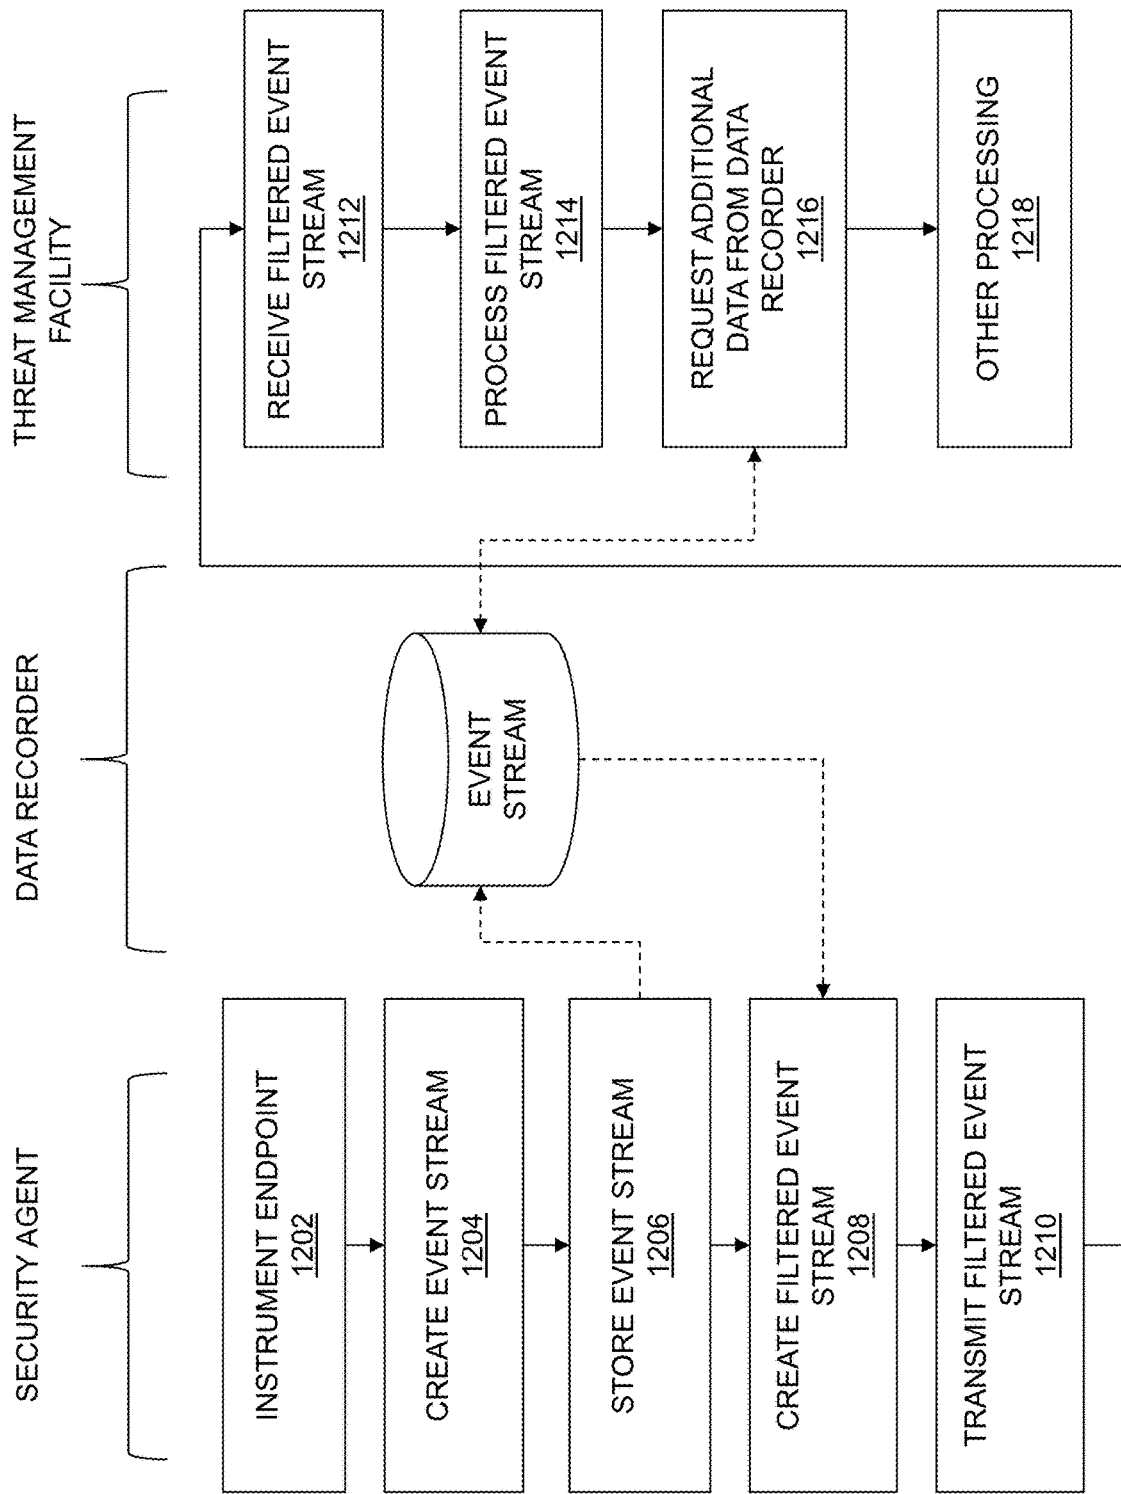 SECURITY AGENT
INSTRUMENT ENDPOINT
1202
CREATE EVENT STREAM
1204
STORE EVENT STREAM
1206
CREATE FILTERED EVENT
STREAM
1208
TRANSMIT FILTERED EVENT
STREAM
1210
DATA RECORDER
EVENT
STREAM
THREAT MANAGEMENT
FACILITY
RECEIVE FILTERED EVENT
STREAM
1212
PROCESS FILTERED EVENT
STREAM
1214
REQUEST ADDITIONAL
DATA FROM DATA
RECORDER
1216
OTHER PROCESSING
1218